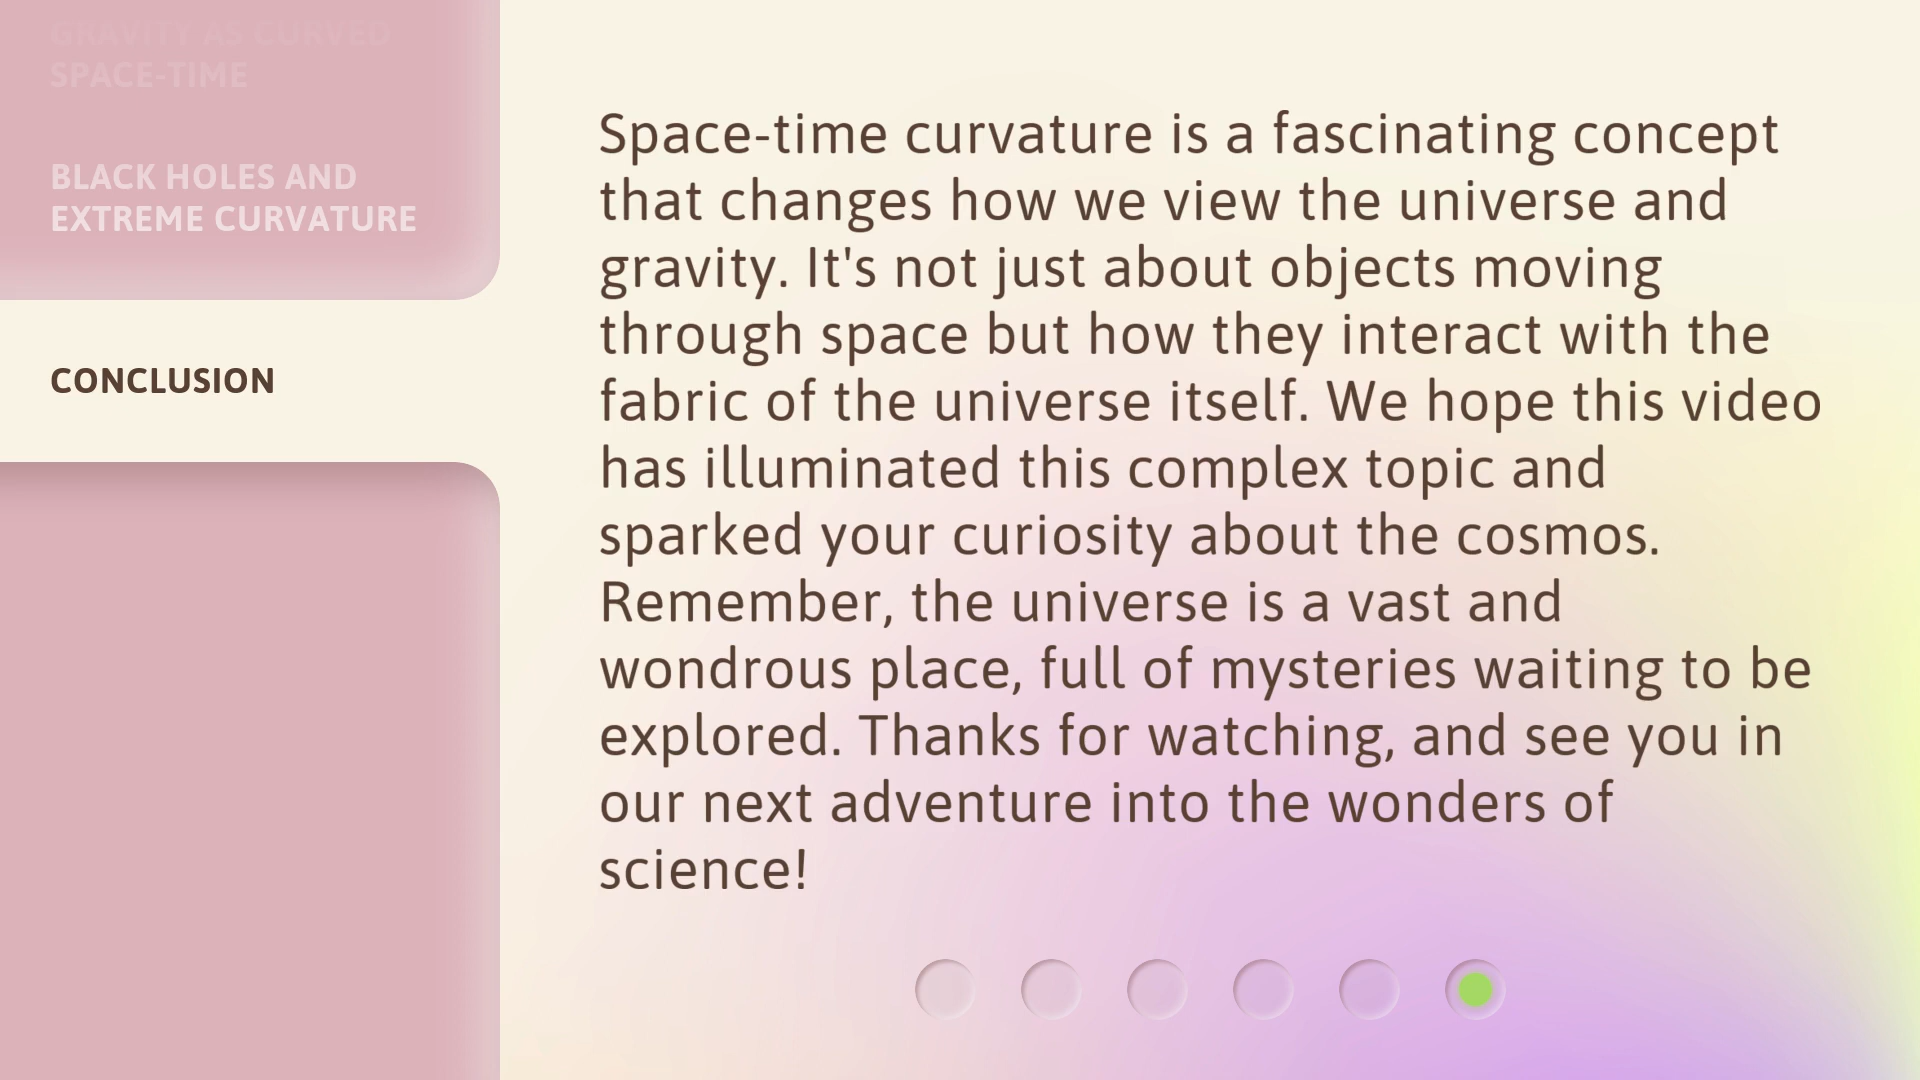 GRAVITY AS CURVED
SPACE-TIME
BLACK HOLES AND
EXTREME CURVATURE
CONCLUSION
Space-time curvature is a fascinating concept
that changes how we view the universe and
gravity. It's not just about objects moving
through space but how they interact with the
fabric of the universe itself. We hope this video
has illuminated this complex topic and
sparked your curiosity about the cosmos.
Remember, the universe is a vast and
wondrous place, full of mysteries waiting to be
explored. Thanks for watching, and see you in
our next adventure into the wonders of
science!